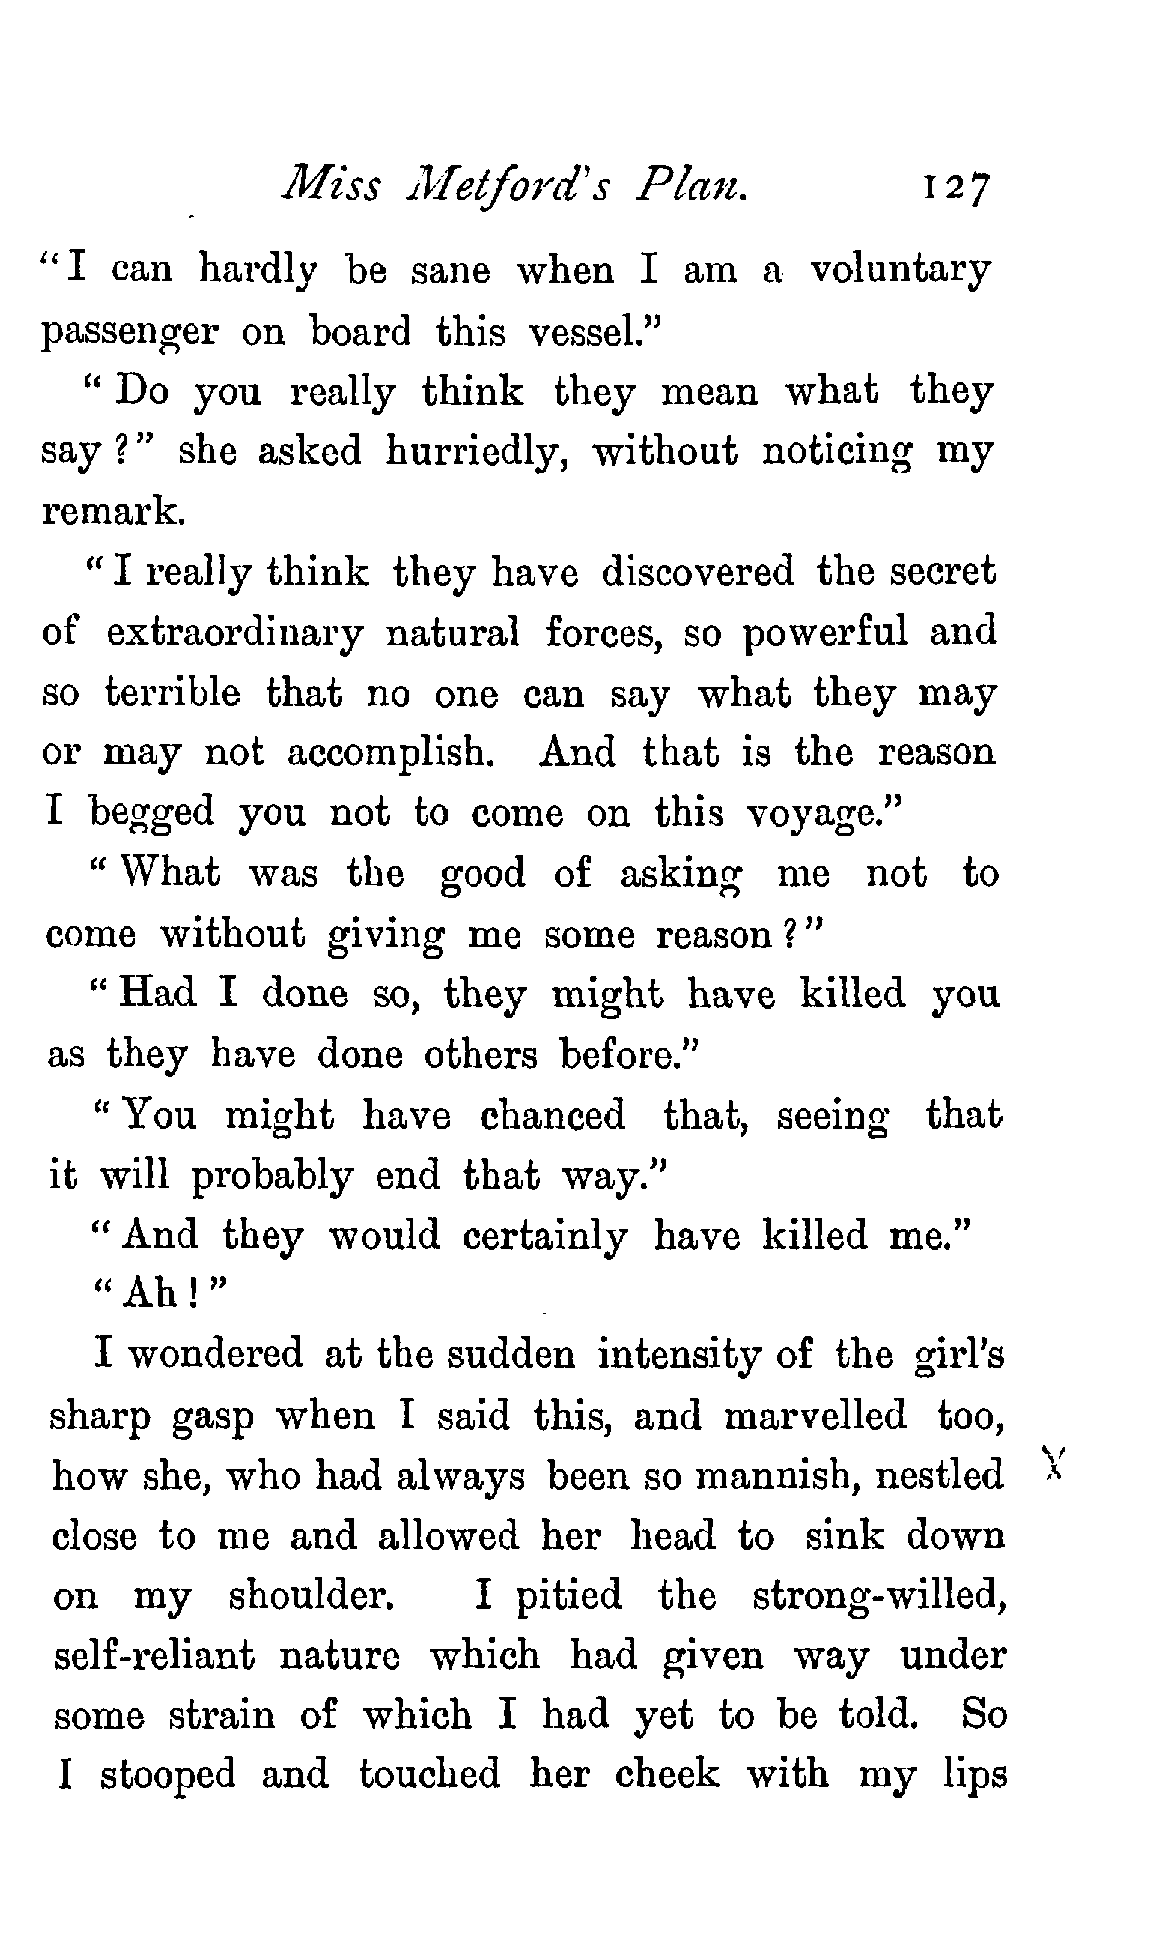 Miss Metford's Plan. 127
"I can hardly be sane when I am a voluntary
passenger on board this vessel."
"Do you really think they mean what they
say?" she asked hurriedly, without noticing my
remark.
"I really think they have discovered the secret
of extraordinary natural forces, so powerful and
so terrible that no one can say what they may
or may not accomplish. And that is the reason
I begged you not to come on this voyage."
"What was the good of asking me not to
come without giving me some reason?"
"Had I done so, they might have killed you
as they have done others before."
"You might have chanced that, seeing that
it will probably end that way."
"And they would certainly have killed me."
"Ah!"
I wondered at the sudden intensity of the girl's
sharp gasp when I said this, and marvelled too,
how she, who had always been so mannish, nestled
close to me and allowed her head to sink down
on my shoulder. I pitied the strong-willed,
self-reliant nature which had given way under
some strain of which I had yet to be told. So
I stooped and touched her cheek with my lips